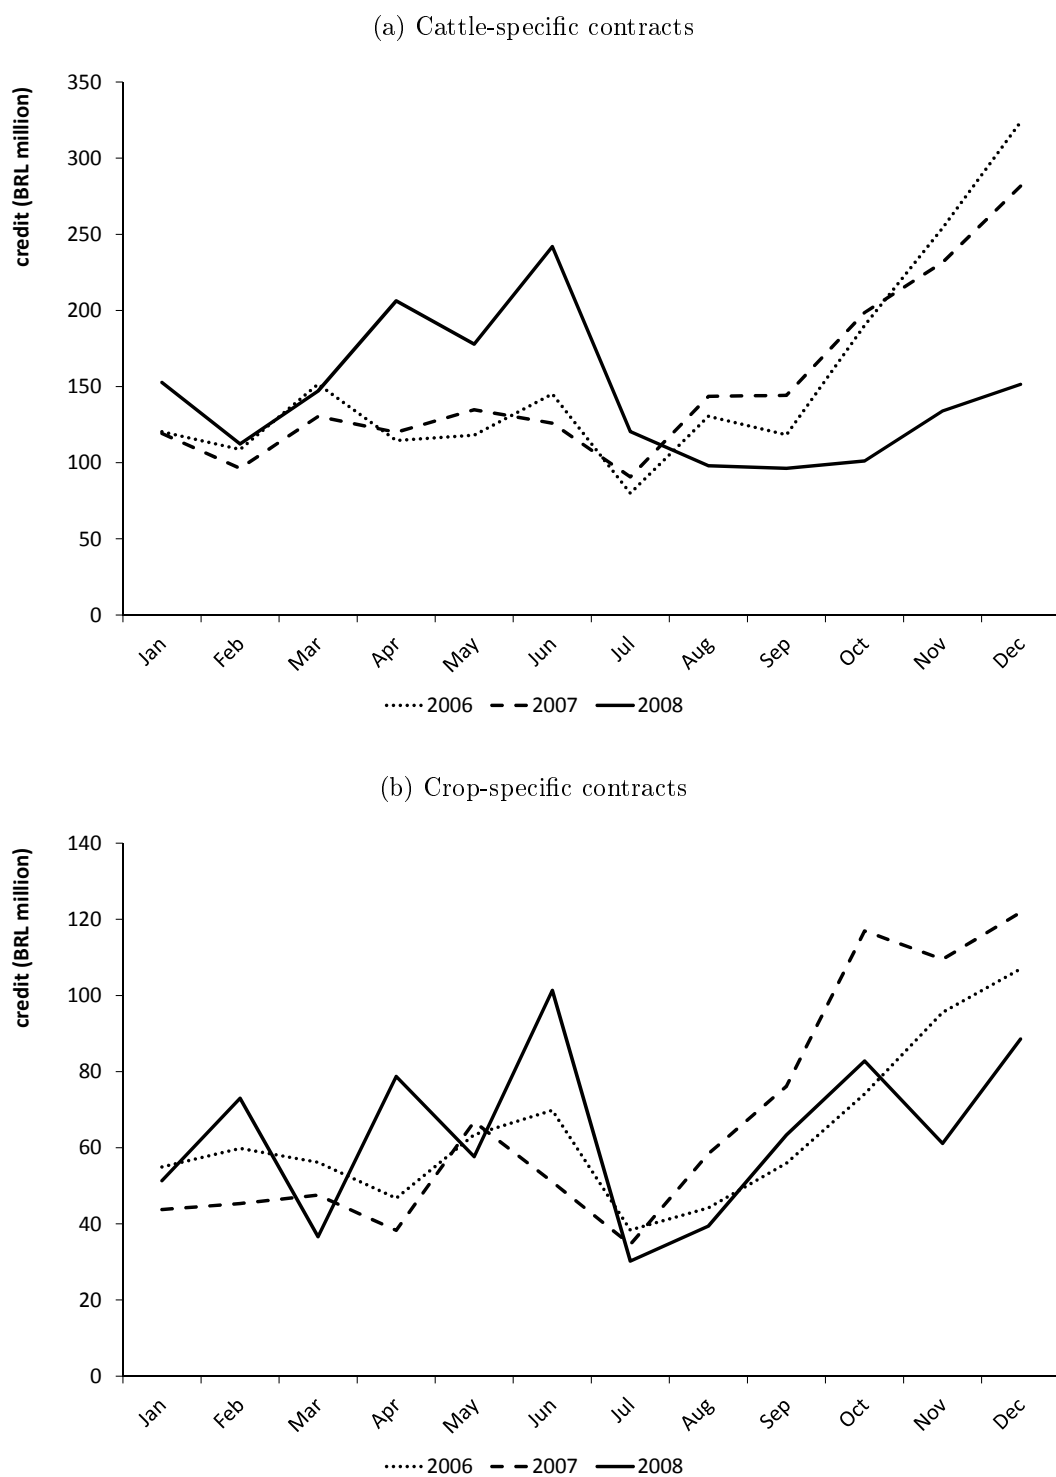 (a) Cattle-specific contracts
credit (BRL million)
350
300
250
200
150
100
50
0
Jan Feb Mar Apr May Jun Jul Aug Sep Oct Nov Dec
2006 2007 2008
(b) Crop-specific contracts
credit (BRL million)
140
120
100
80
60
40
20
0
Jan Feb Mar Apr May Jun Jul Aug Sep Oct Nov Dec
2006 2007 2008